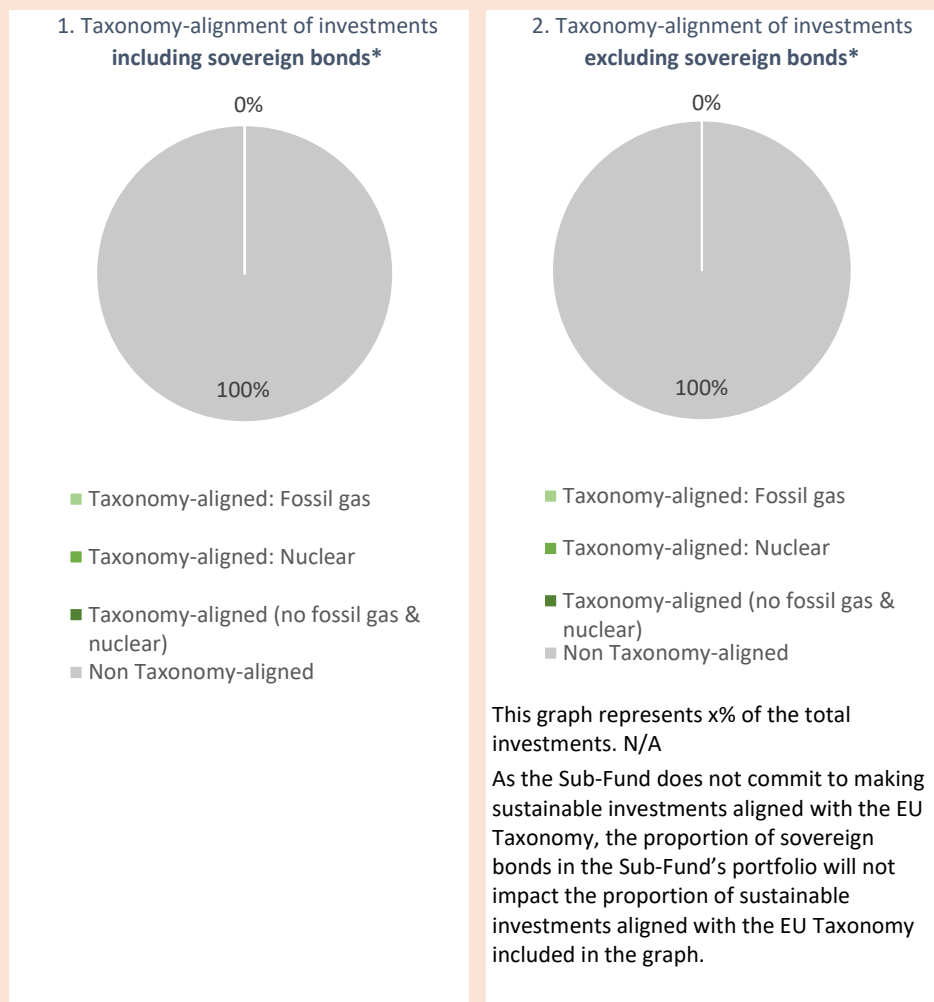 1. Taxonomy-alignment of investments
including sovereign bonds*
0%
100%
Taxonomy-aligned: Fossil gas
Taxonomy-aligned: Nuclear
Taxonomy-aligned (no fossil gas &
nuclear)
Non Taxonomy-aligned
2. Taxonomy-alignment of investments
excluding sovereign bonds*
0%
100%
Taxonomy-aligned: Fossil gas
Taxonomy-aligned: Nuclear
Taxonomy-aligned (no fossil gas &
nuclear)
Non Taxonomy-aligned
This graph represents x% of the total
investments. N/A
As the Sub-Fund does not commit to making
sustainable investments aligned with the EU
Taxonomy, the proportion of sovereign
bonds in the Sub-Fund’s portfolio will not
impact the proportion of sustainable
investments aligned with the EU Taxonomy
included in the graph.